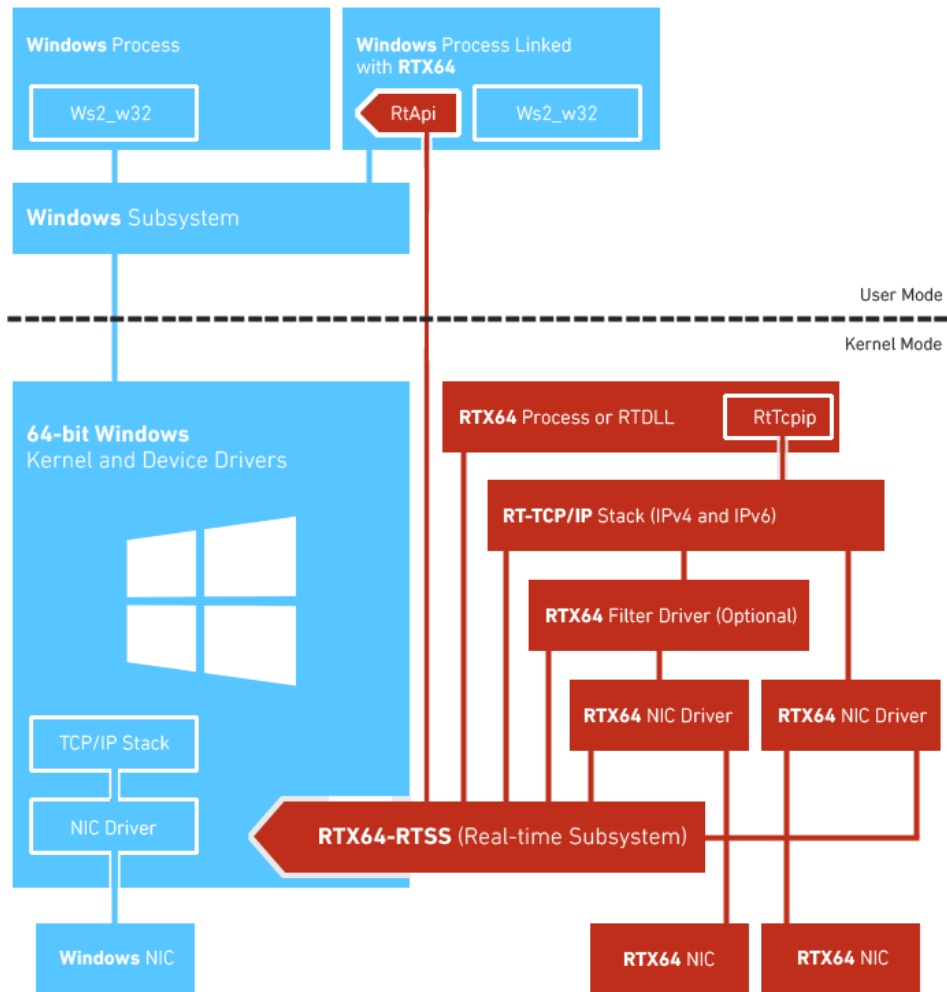 Windows Process
Ws2_w32
Windows Process Linked
with RTX64
RtApi
Ws2_w32
Windows Subsystem
User Mode
Kernel Mode
64-bit Windows
Kernel and Device Drivers
RTX64 Process or RTDLL
RtTcpip
RT-TCP/IP Stack (IPv4 and IPv6)
RTX64 Filter Driver (Optional)
RTX64 NIC Driver
RTX64 NIC Driver
TCP/IP Stack
NIC Driver
RTX64-RTSS (Real-time Subsystem)
Windows NIC
RTX64 NIC
RTX64 NIC